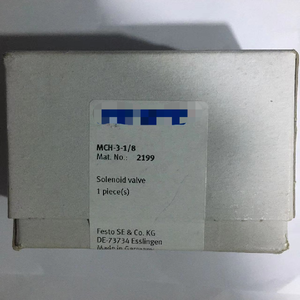 MCH-3-1/8
Mat. No.: 2199
Solenoid valve
1 piece(s)
Festo SE & Co. KG
DE-73734 Esslingen
Made in Germany